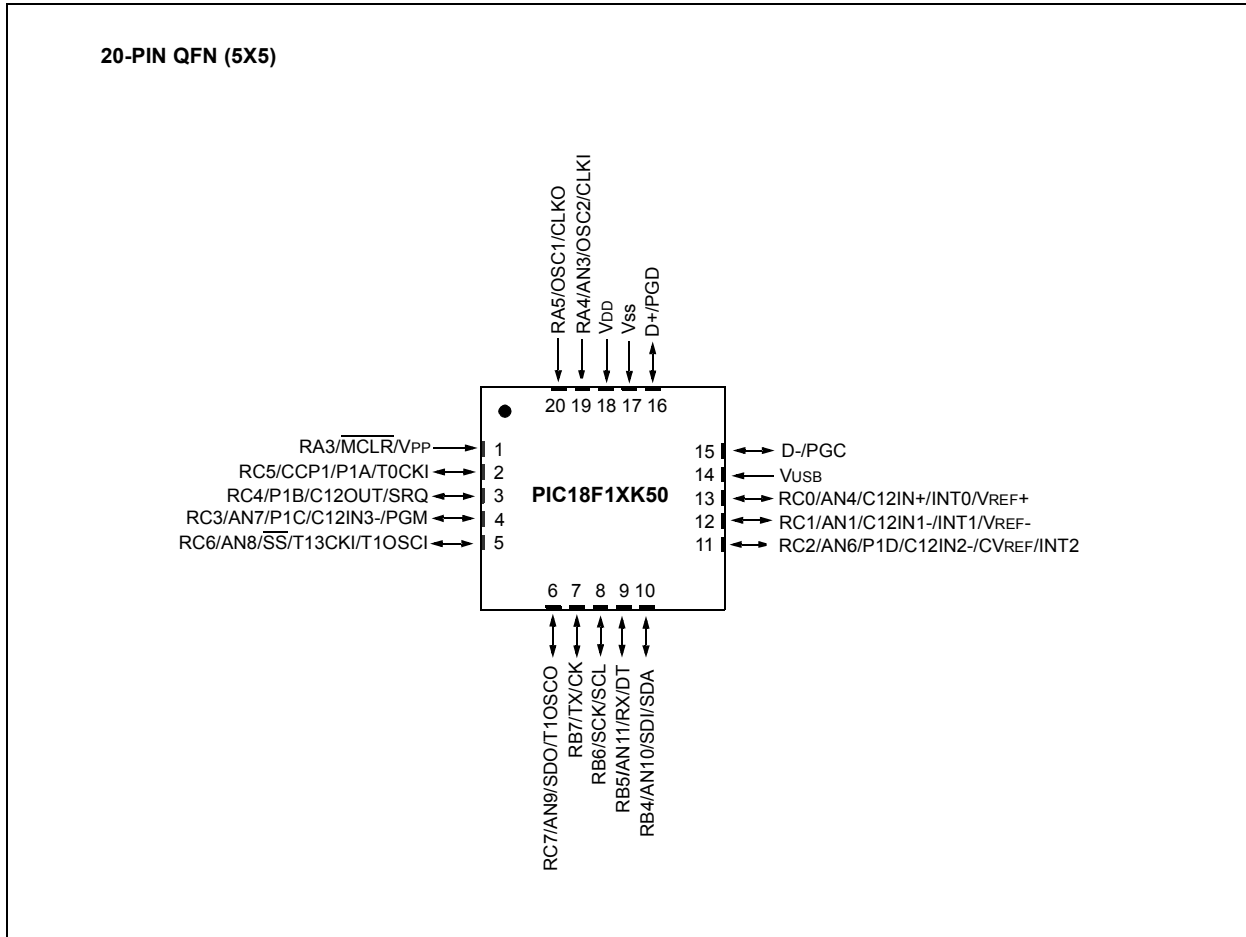 20-PIN QFN (5X5)
RA5/OSC1/CLKO
RA4/AN3/OSC2/CLKI
VDD
Vss
D+/PGD
20 19 18 17 16
RA3/MCLR/VPP
1
RC5/CCP1/P1A/T0CKI
2
RC4/P1B/C12OUT/SRQ
3
RC3/AN7/P1C/C12IN3-/PGM
4
RC6/AN8/SS/T13CKI/T1OSCI
5
PIC18F1XK50
15
D-/PGC
14
VUSB
13
RC0/AN4/C12IN+/INT0/VREF+
12
RC1/AN1/C12IN1-/INT1/VREF-
11
RC2/AN6/P1D/C12IN2-/CVREF/INT2
6 7 8 9 10
RC7/AN9/SDO/T1OSCO
RB7/TX/CK
RB6/SCK/SCL
RB5/AN11/RX/DT
RB4/AN10/SDI/SDA